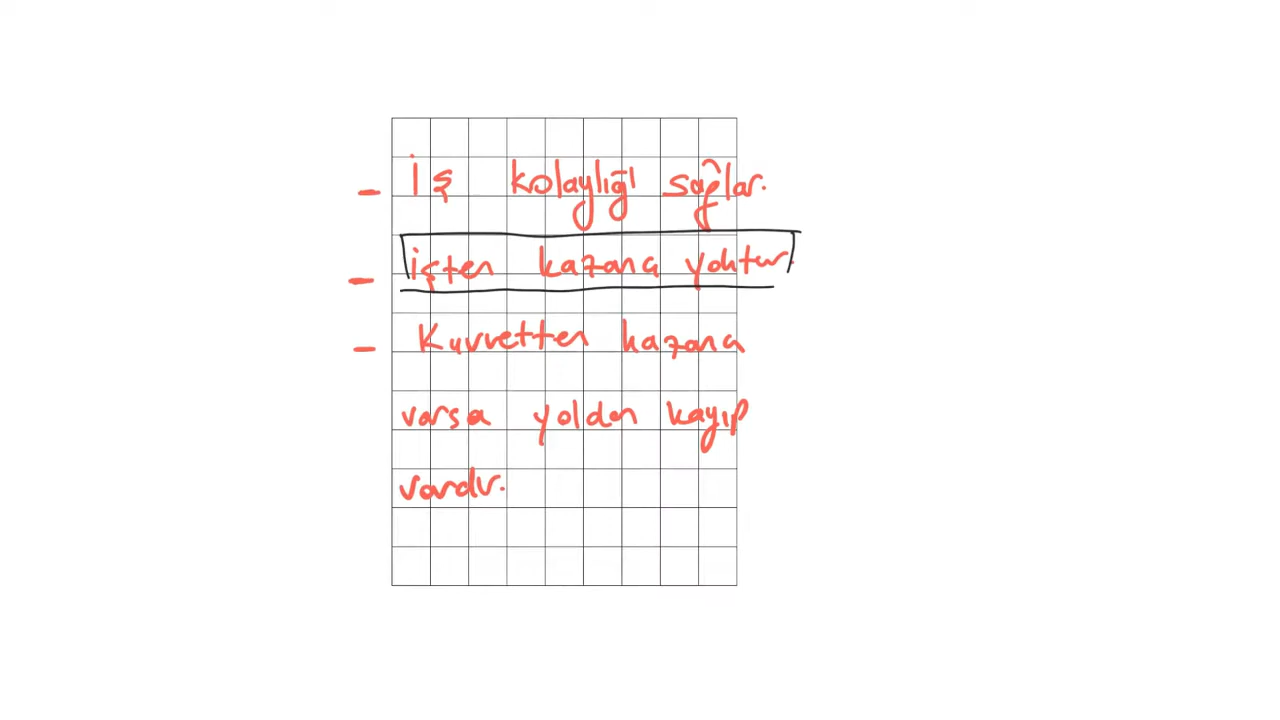 - İş kolaylığı sağlar.
- İşten kazanç yoktur.
- Kuvvetten kazanç
varsa yoldan kayıp
vardır.